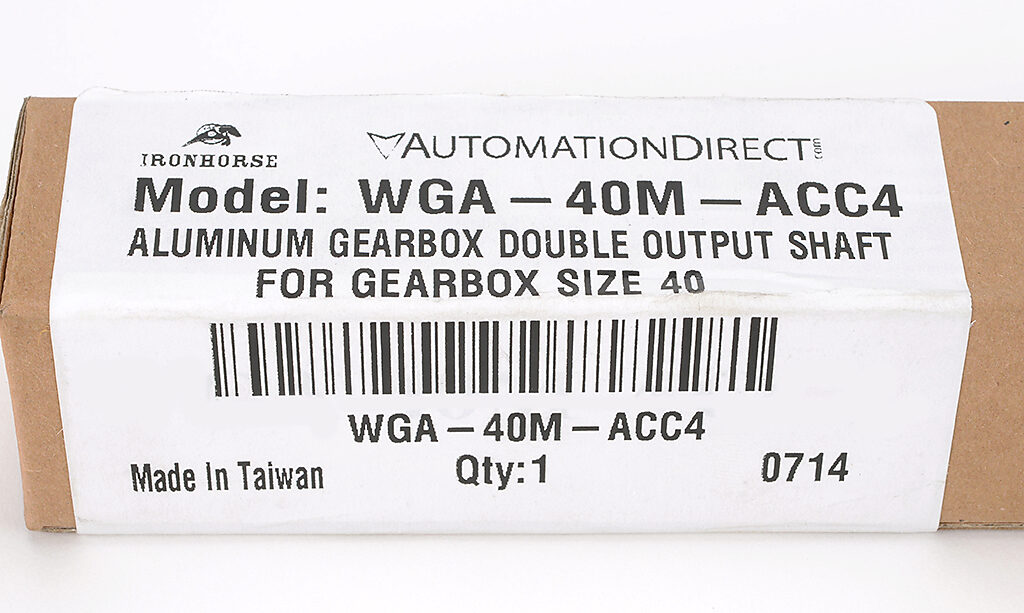 IRONHORSE
AUTOMATIONDIRECT.com
Model: WGA – 40M – ACC4
ALUMINUM GEARBOX DOUBLE OUTPUT SHAFT
FOR GEARBOX SIZE 40
WGA – 40M – ACC4
Made In Taiwan Qty:1 0714